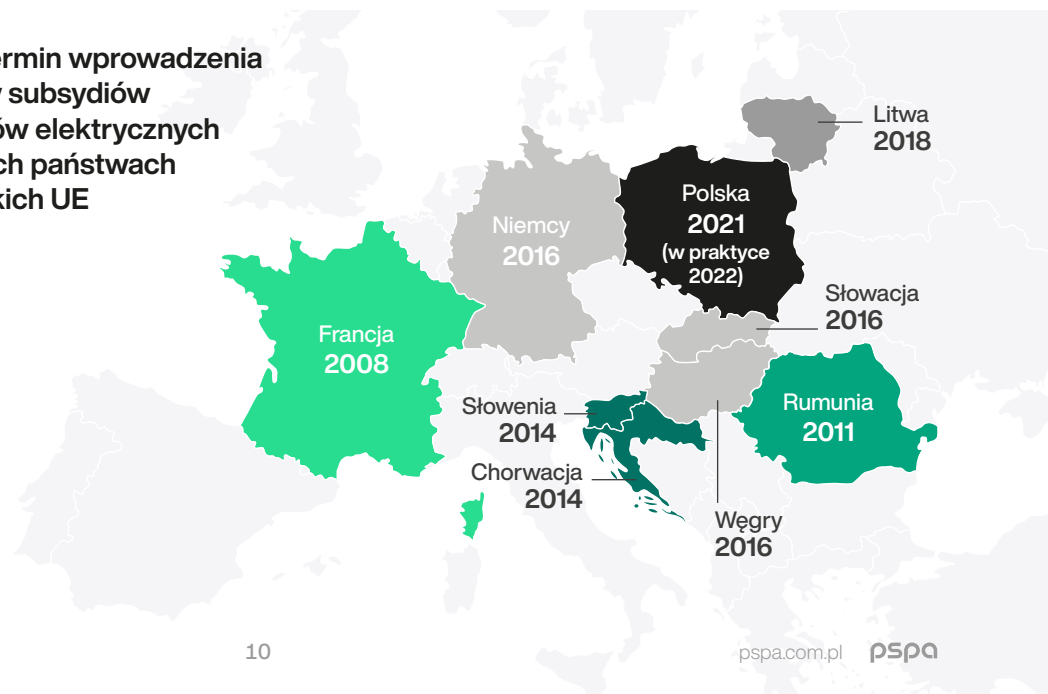 ermin wprowadzenia
subsydiów
ów elektrycznych
ch państwach
kich UE
Litwa
2018
Polska
2021
(w praktyce
2022)
Niemcy
2016
Słowacja
2016
Francja
2008
Rumunia
2011
Słowenia
2014
Chorwacja
2014
Węgry
2016
10
pspa.com.pl
pspa